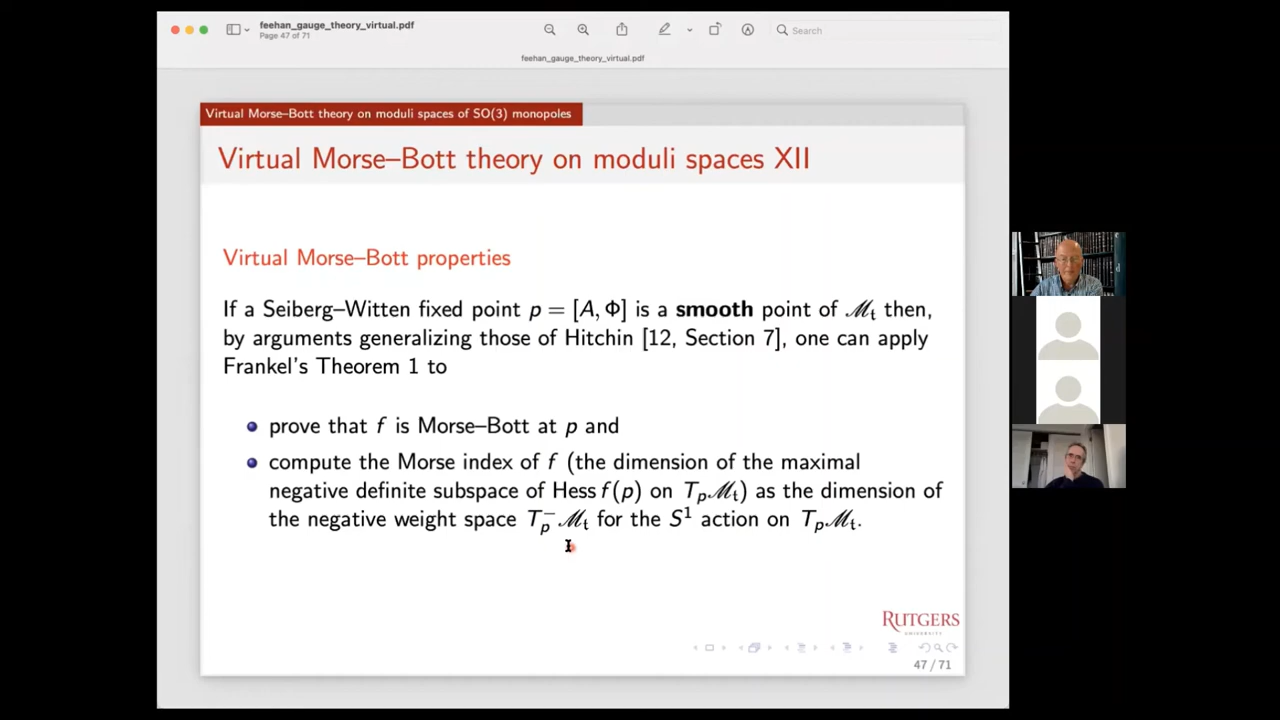 feehan_gauge_theory_virtual.pdf
Page 47 of 71
Search
feehan_gauge_theory_virtual.pdf
Virtual Morse–Bott theory on moduli spaces of SO(3) monopoles
Virtual Morse–Bott theory on moduli spaces XII
Virtual Morse–Bott properties
If a Seiberg–Witten fixed point p = [A, Φ] is a smooth point of ℳₜ then,
by arguments generalizing those of Hitchin [12, Section 7], one can apply
Frankel's Theorem 1 to
prove that f is Morse–Bott at p and
compute the Morse index of f (the dimension of the maximal
negative definite subspace of Hess f(p) on Tₚℳₜ) as the dimension of
the negative weight space Tₚ⁻ℳₜ for the S¹ action on Tₚℳₜ.
RUTGERS
UNIVERSITY
47 / 71